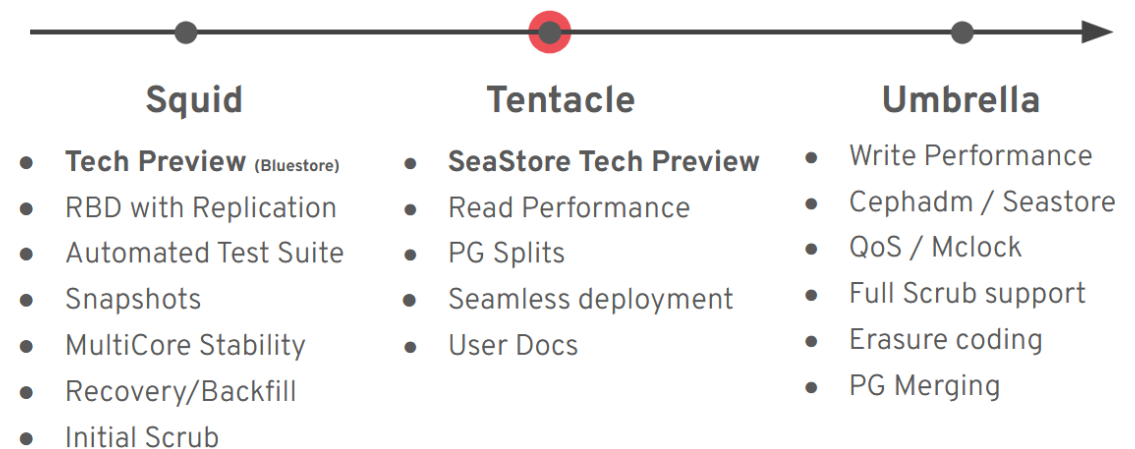 Squid
● Tech Preview (Bluestore)
● RBD with Replication
● Automated Test Suite
● Snapshots
● MultiCore Stability
● Recovery/Backfill
● Initial Scrub
Tentacle
● SeaStore Tech Preview
● Read Performance
● PG Splits
● Seamless deployment
● User Docs
Umbrella
● Write Performance
● Cephadm / Seastore
● QoS / Mclock
● Full Scrub support
● Erasure coding
● PG Merging